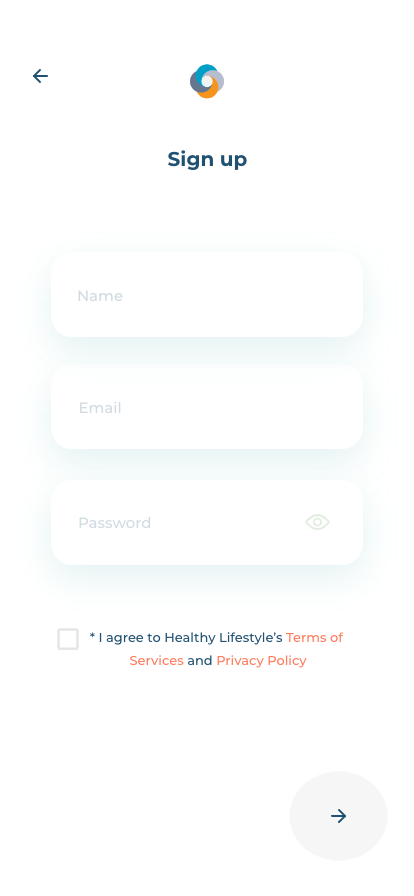 Sign up
Name
Email
Password
* I agree to Healthy Lifestyle’s Terms of
Services and Privacy Policy